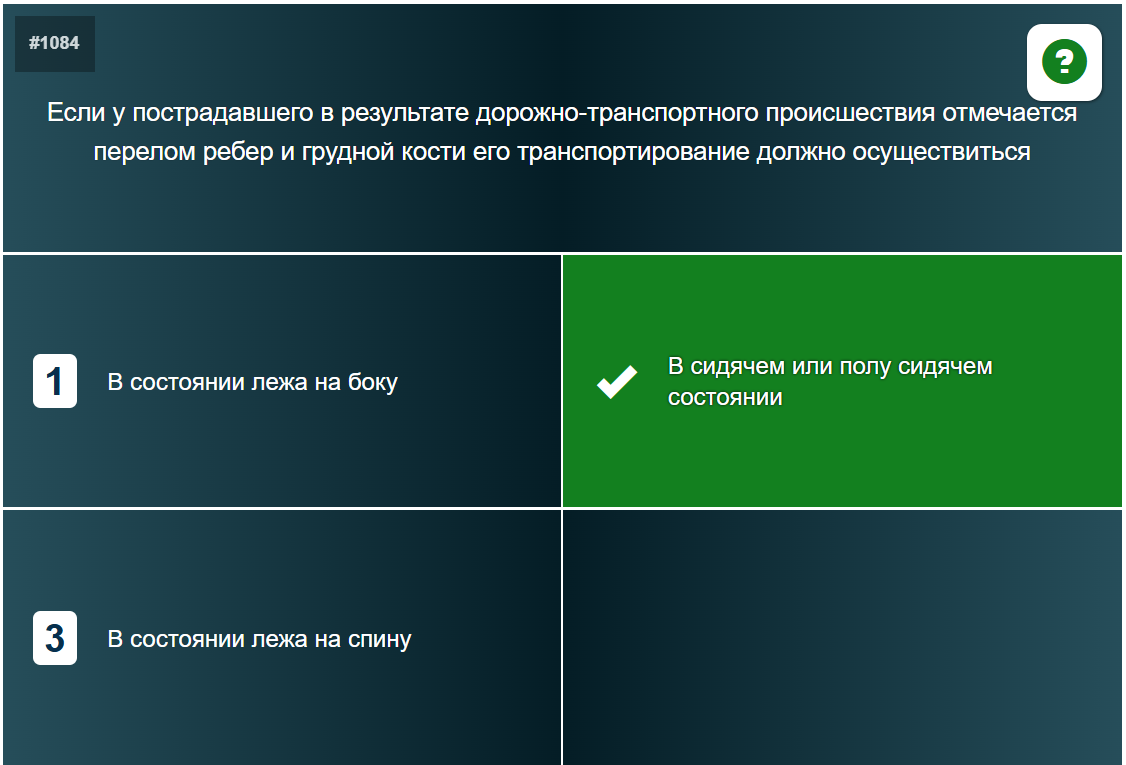 #1084
?
Если у пострадавшего в результате дорожно-транспортного происшествия отмечается
перелом ребер и грудной кости его транспортирование должно осуществиться
1
В состоянии лежа на боку
В сидячем или полу сидячем
состоянии
3
В состоянии лежа на спину